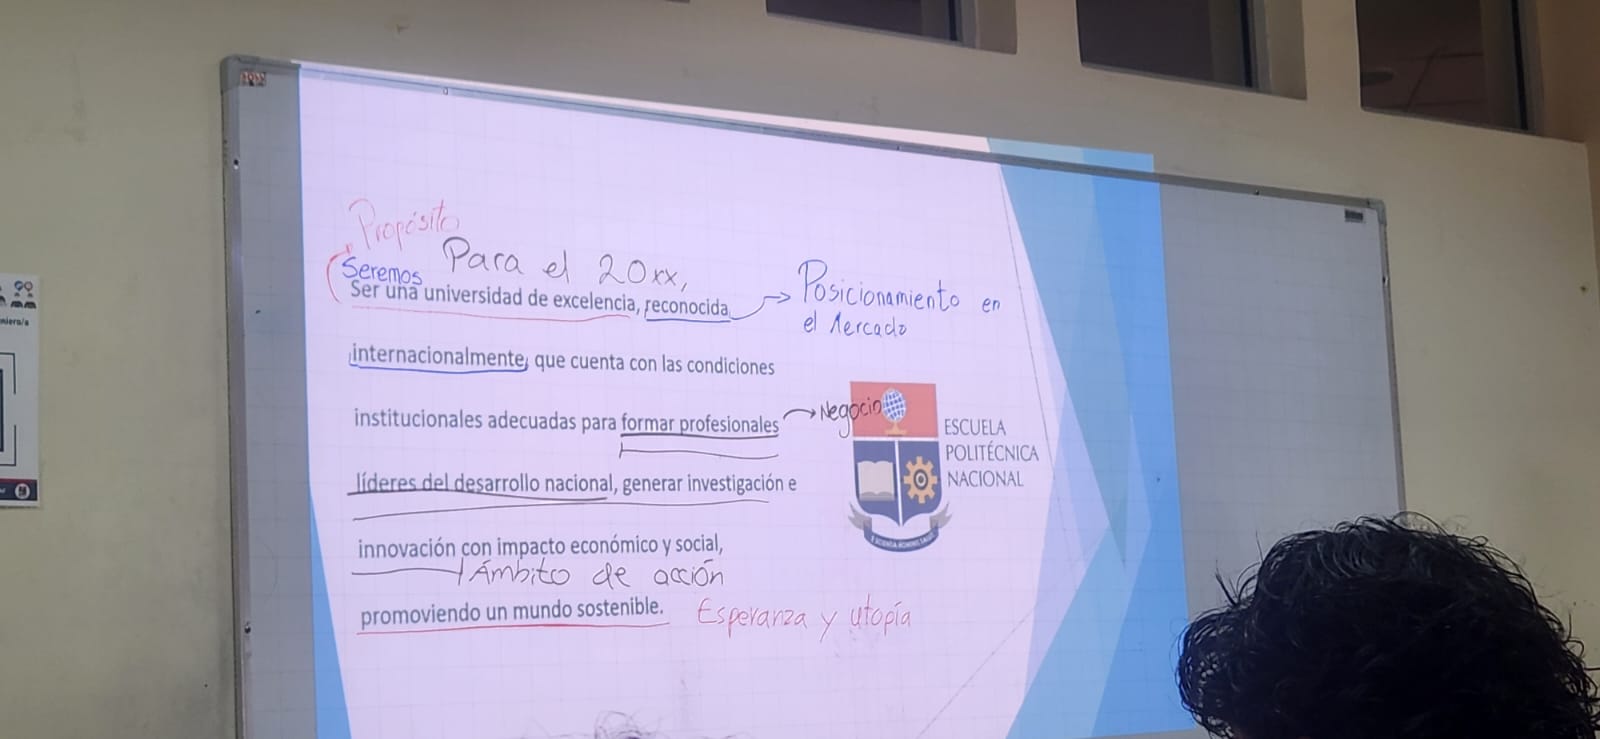 Propósito
Para el 20xx,
Seremos
Ser una universidad de excelencia, reconocida
Posicionamiento en
el Mercado
internacionalmente, que cuenta con las condiciones
institucionales adecuadas para formar profesionales
Negocio
líderes del desarrollo nacional, generar investigación e
innovación con impacto económico y social,
Ámbito de acción
promoviendo un mundo sostenible.
Esperanza y utopía
ESCUELA
POLITÉCNICA
NACIONAL